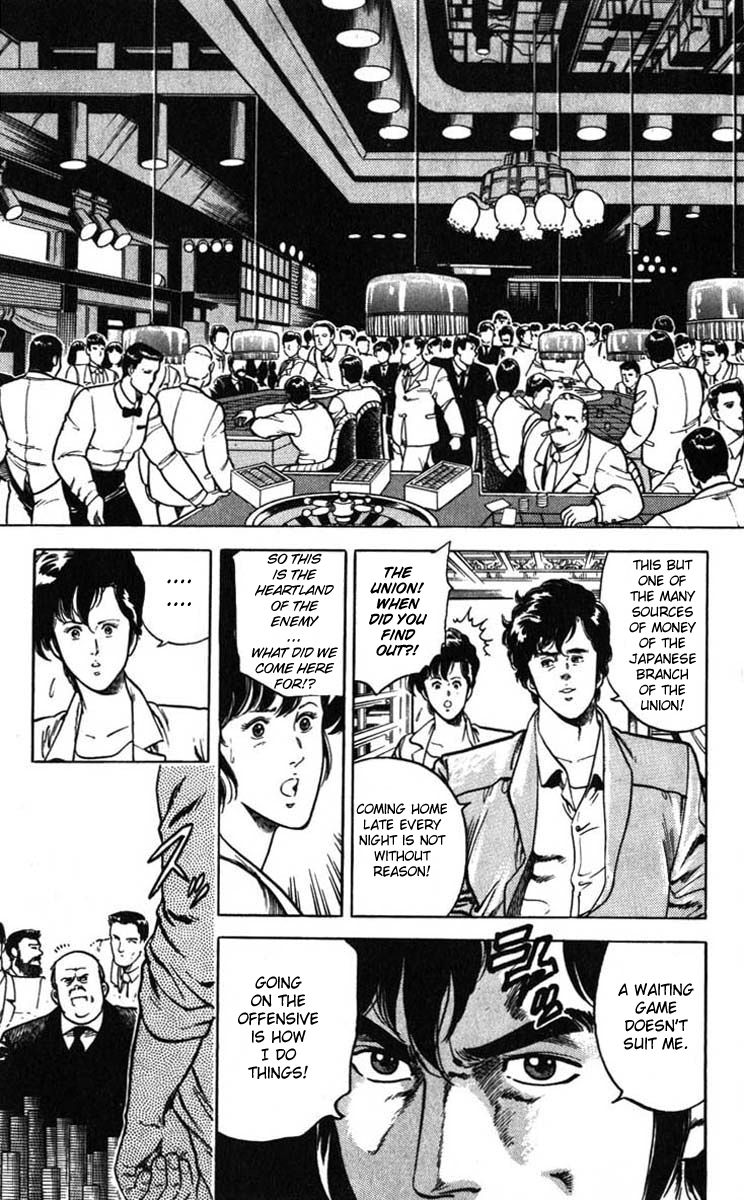 THIS BUT
ONE OF
THE MANY
SOURCES
OF MONEY
OF THE
JAPANESE
BRANCH
OF THE
UNION!
THE
UNION!
WHEN
DID YOU
FIND
OUT?!
COMING HOME
LATE EVERY
NIGHT IS NOT
WITHOUT
REASON!
SO THIS
IS THE
HEARTLAND
OF THE
ENEMY
...
WHAT DID WE
COME HERE
FOR!?
....
....
A WAITING
GAME
DOESN'T
SUIT ME.
GOING
ON THE
OFFENSIVE
IS HOW
I DO
THINGS!